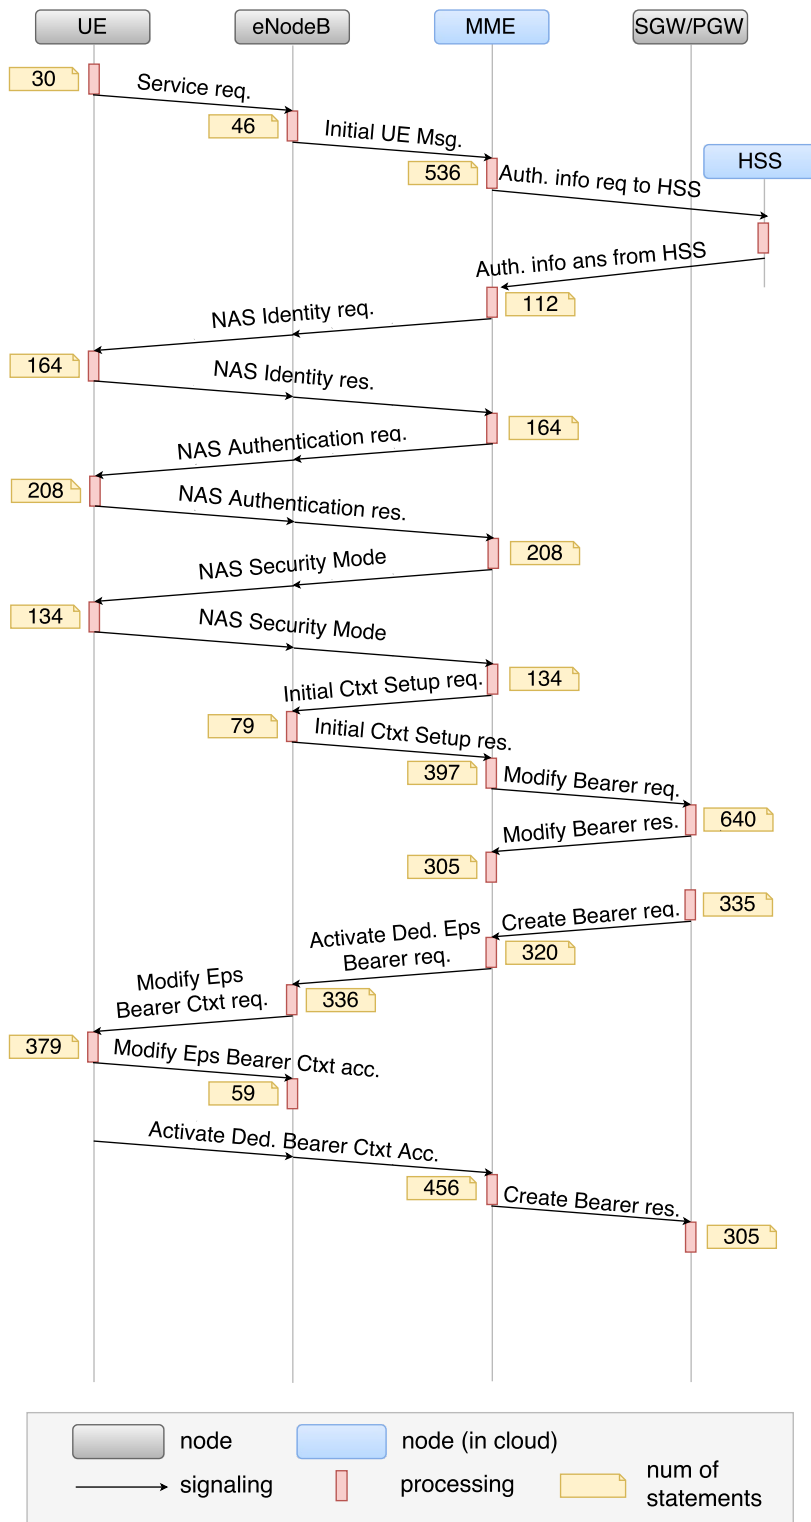 UE
eNodeB
MME
SGW/PGW
30
Service req.
46
Initial UE Msg.
HSS
536
Auth. info req to HSS
Auth. info ans from HSS
112
NAS Identity req.
164
NAS Identity res.
164
NAS Authentication req.
208
NAS Authentication res.
208
NAS Security Mode
134
NAS Security Mode
134
Initial Ctxt Setup req.
79
Initial Ctxt Setup res.
397
Modify Bearer req.
640
Modify Bearer res.
305
335
Create Bearer req.
320
Activate Ded. Eps
Bearer req.
336
Modify Eps
Bearer Ctxt req.
379
Modify Eps Bearer Ctxt acc.
59
Activate Ded. Bearer Ctxt Acc.
456
Create Bearer res.
305
node
node (in cloud)
signaling
processing
num of
statements